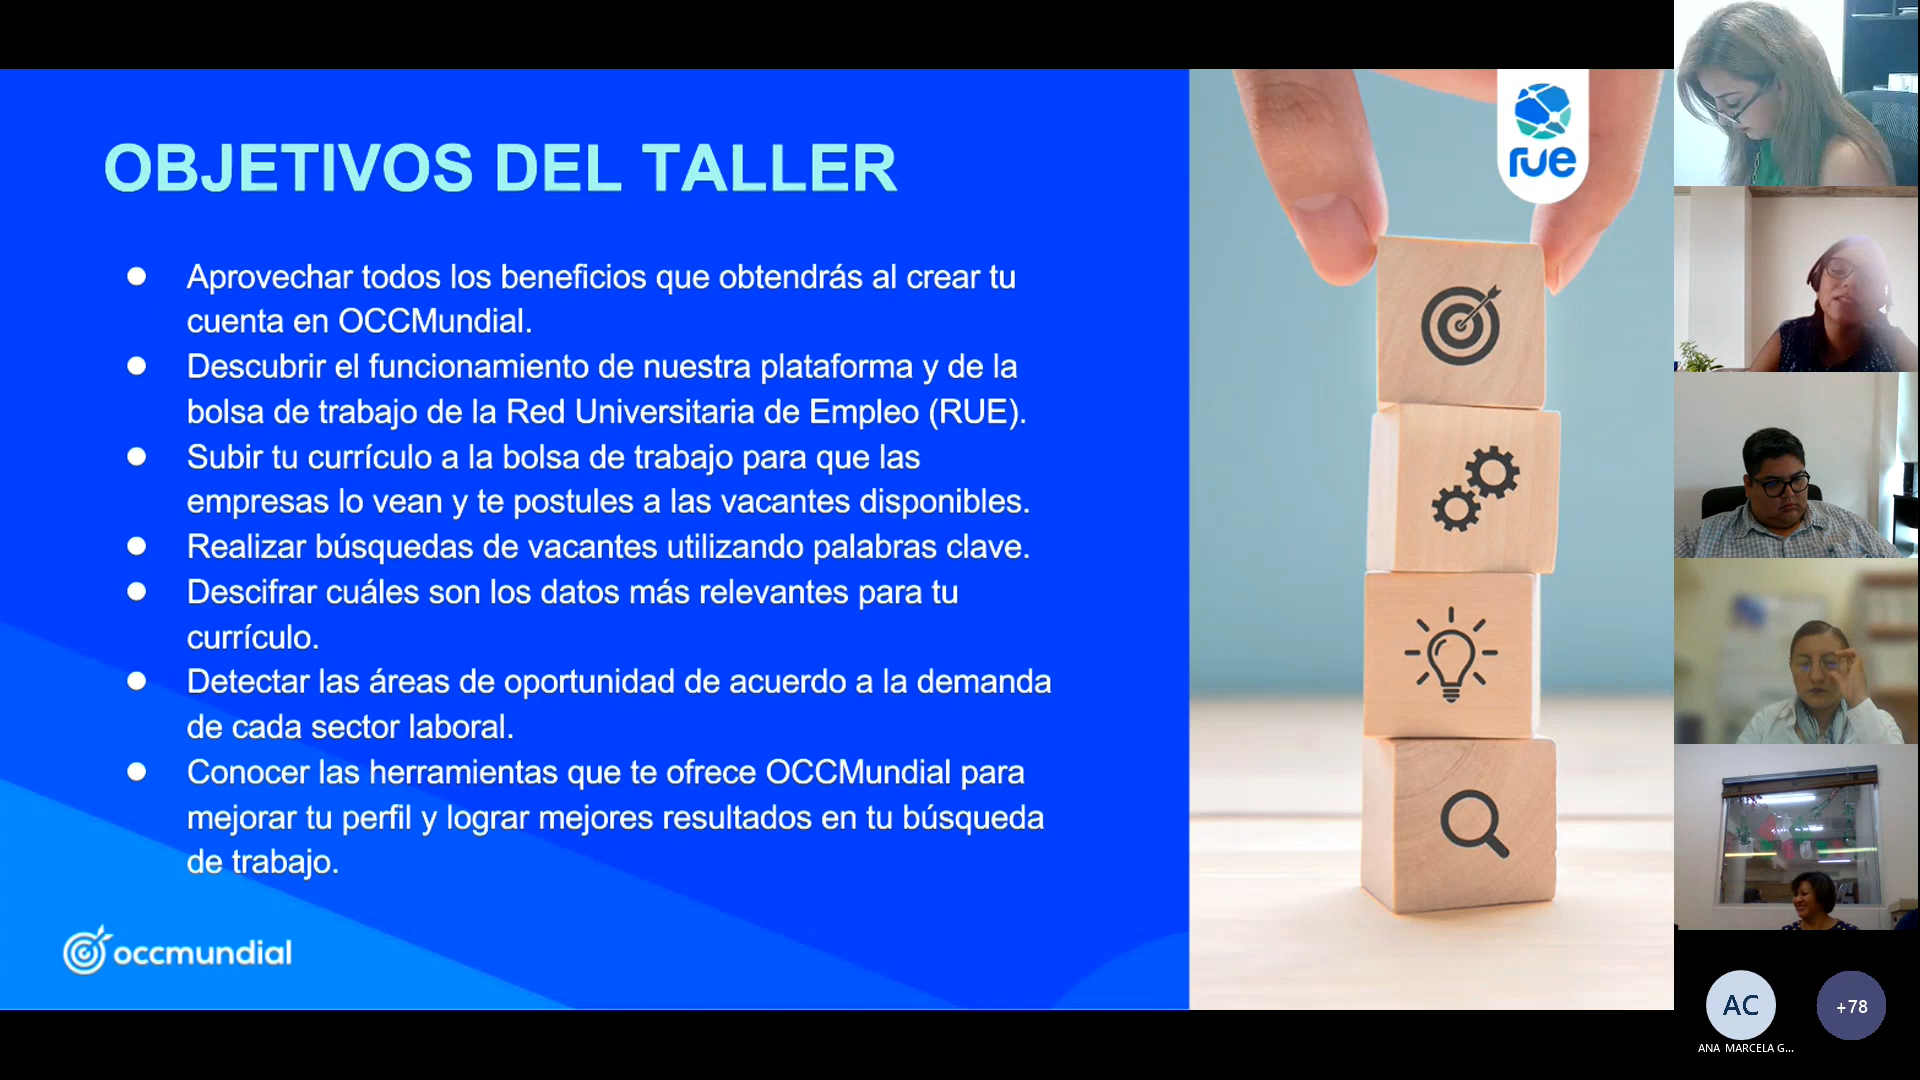 OBJETIVOS DEL TALLER
● Aprovechar todos los beneficios que obtendrás al crear tu
cuenta en OCCMundial.
● Descubrir el funcionamiento de nuestra plataforma y de la
bolsa de trabajo de la Red Universitaria de Empleo (RUE).
● Subir tu currículo a la bolsa de trabajo para que las
empresas lo vean y te postules a las vacantes disponibles.
● Realizar búsquedas de vacantes utilizando palabras clave.
● Descifrar cuáles son los datos más relevantes para tu
currículo.
● Detectar las áreas de oportunidad de acuerdo a la demanda
de cada sector laboral.
● Conocer las herramientas que te ofrece OCCMundial para
mejorar tu perfil y lograr mejores resultados en tu búsqueda
de trabajo.
occmundial
rue
AC
+78
ANA MARCELA G...